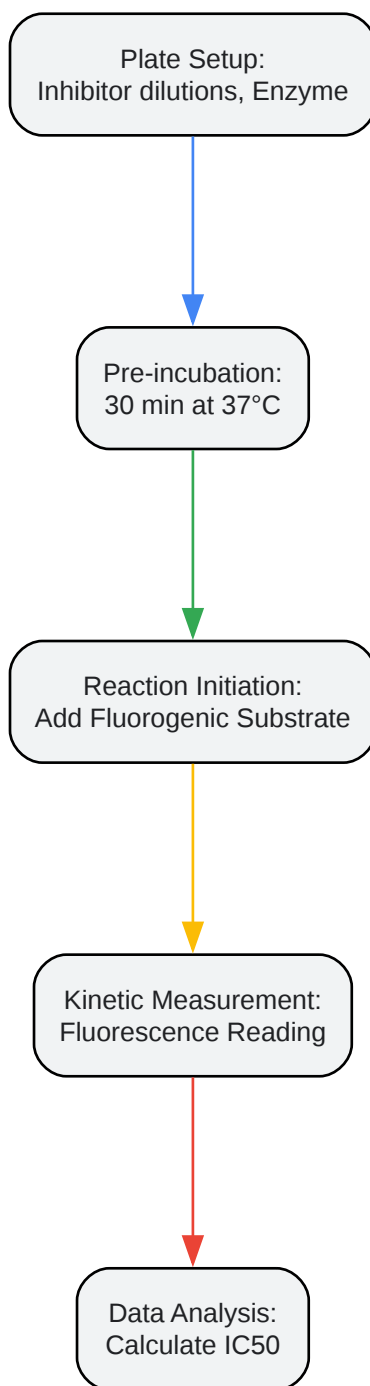 Plate Setup:
Inhibitor dilutions, Enzyme
Pre-incubation:
30 min at 37°C
Reaction Initiation:
Add Fluorogenic Substrate
Kinetic Measurement:
Fluorescence Reading
Data Analysis:
Calculate IC50